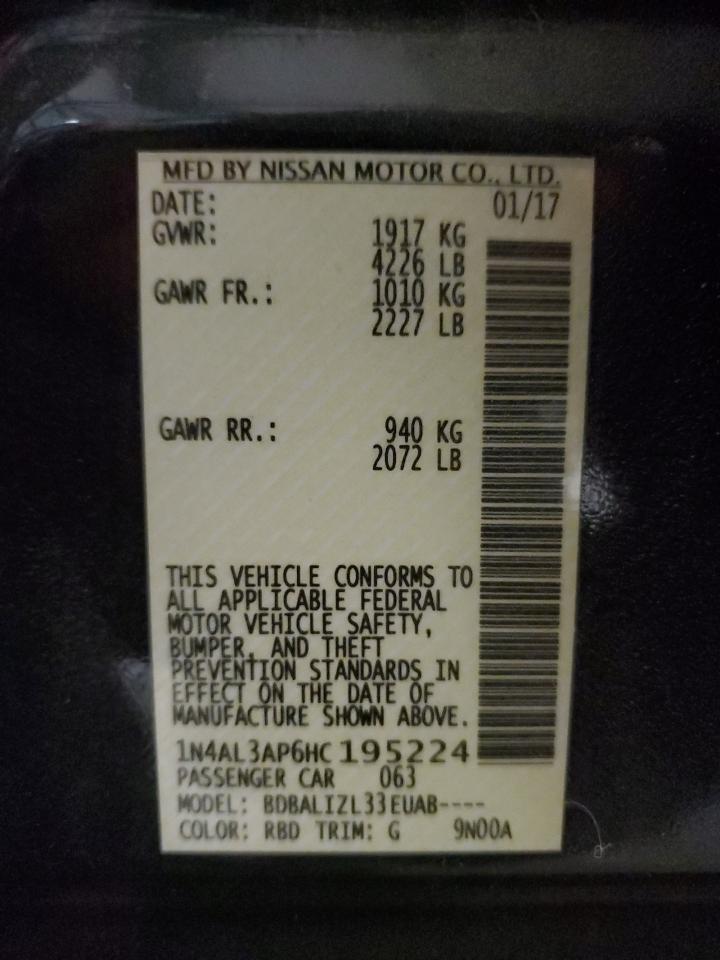 MFD BY NISSAN MOTOR CO., LTD.
DATE: 01/17
GVWR: 1917 KG
4226 LB
GAWR FR.: 1010 KG
2227 LB
GAWR RR.: 940 KG
2072 LB
THIS VEHICLE CONFORMS TO
ALL APPLICABLE FEDERAL
MOTOR VEHICLE SAFETY,
BUMPER, AND THEFT
PREVENTION STANDARDS IN
EFFECT ON THE DATE OF
MANUFACTURE SHOWN ABOVE.
1N4AL3AP6HC195224
PASSENGER CAR 063
MODEL: BDBALIZL33EUAB----
COLOR: RBD TRIM: G 9N00A